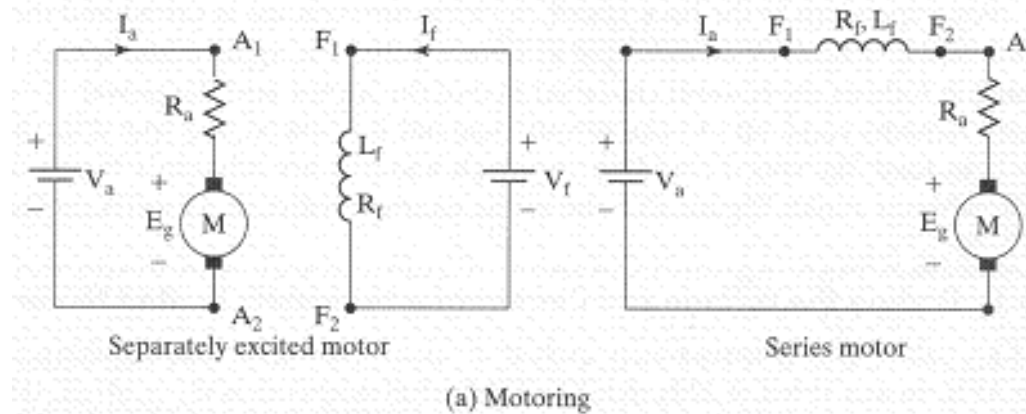 I_a A_1 F_1 I_f I_a F_1 R_f, L_f F_2 A
R_a R_a
+ L_f + +
V_a + V_f V_a +
− R_f − −
E_g M E_g M
− −
A_2 F_2
Separately excited motor Series motor
(a) Motoring